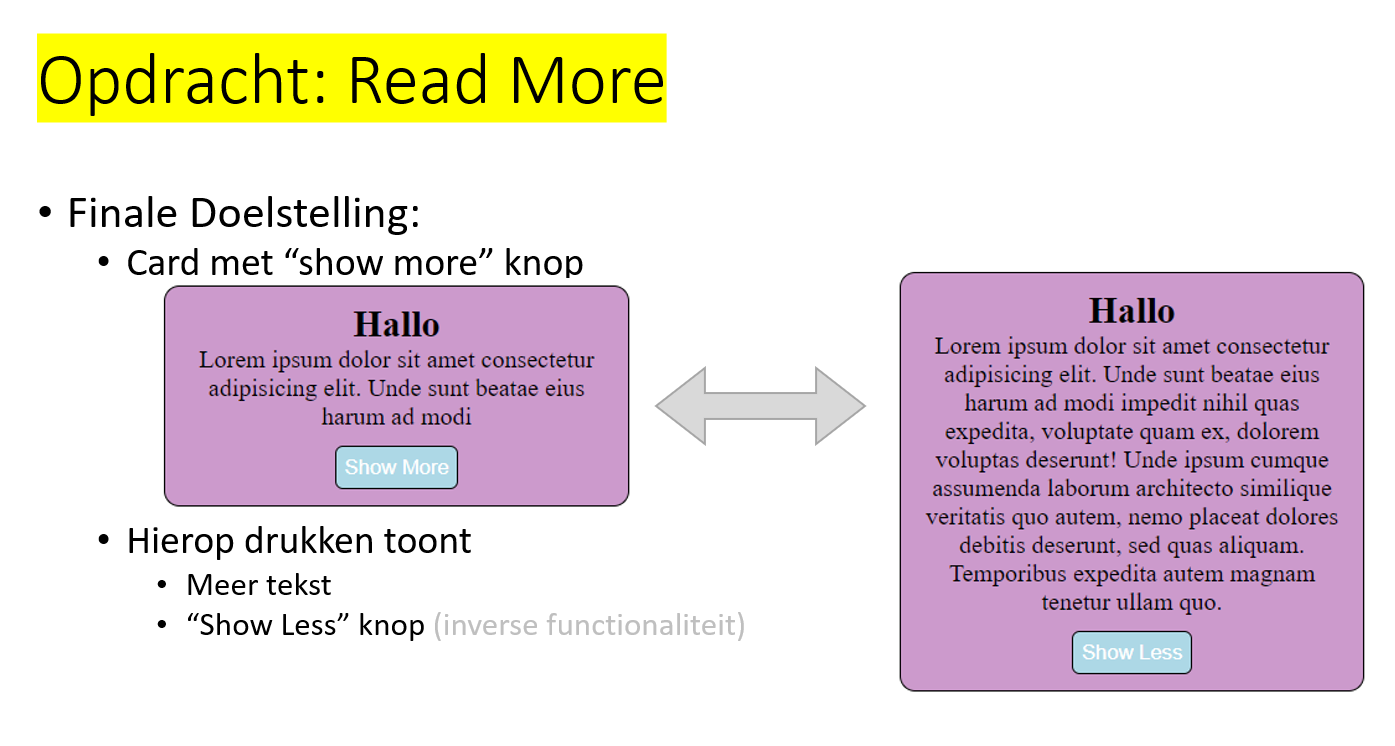 Opdracht: Read More
• Finale Doelstelling:
• Card met “show more” knop
Hallo
Lorem ipsum dolor sit amet consectetur
adipisicing elit. Unde sunt beatae eius
harum ad modi
Show More
• Hierop drukken toont
• Meer tekst
• “Show Less” knop (inverse functionaliteit)
Hallo
Lorem ipsum dolor sit amet consectetur
adipisicing elit. Unde sunt beatae eius
harum ad modi impedit nihil quas
expedita, voluptate quam ex, dolorem
voluptas deserunt! Unde ipsum cumque
assumenda laborum architecto similique
veritatis quo autem, nemo placeat dolores
debitis deserunt, sed quas aliquam.
Temporibus expedita autem magnam
tenetur ullam quo.
Show Less